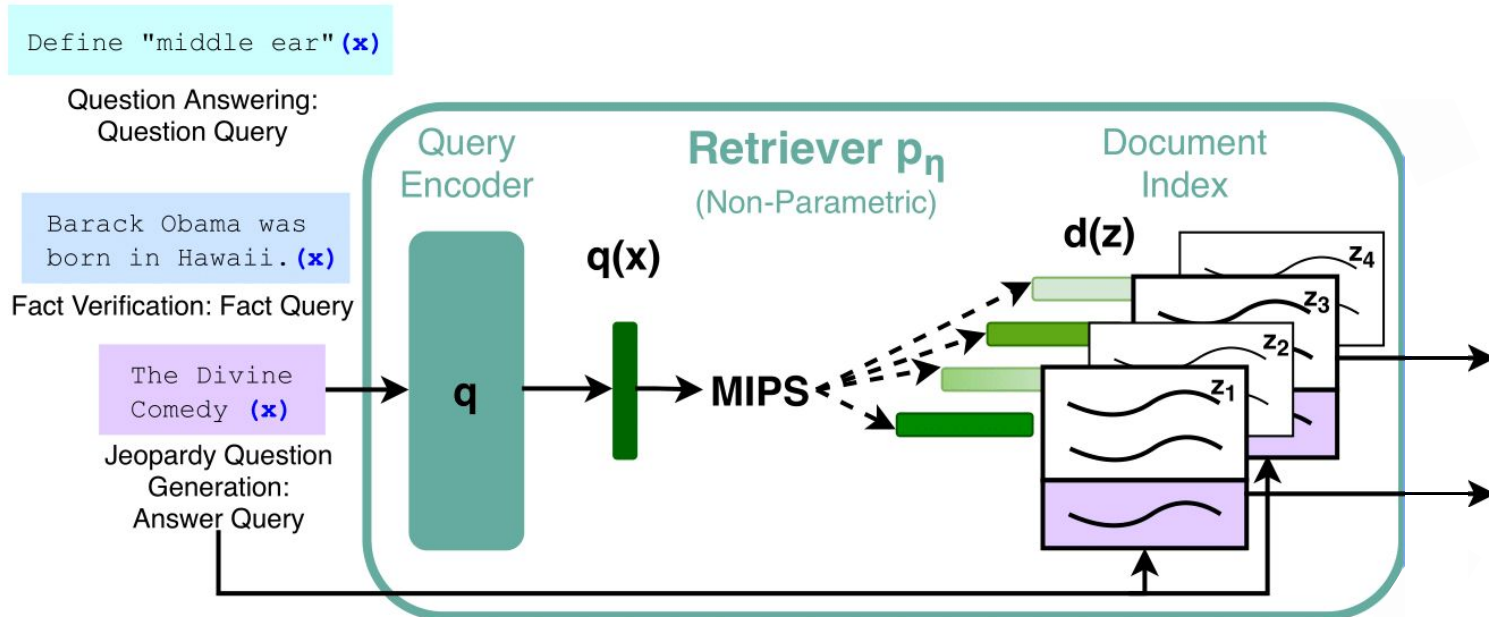 Define "middle ear" (x)
Question Answering:
Question Query
Barack Obama was
born in Hawaii. (x)
Fact Verification: Fact Query
The Divine
Comedy (x)
Jeopardy Question
Generation:
Answer Query
Query
Encoder
q
Retriever pη
(Non-Parametric)
q(x)
MIPS
Document
Index
d(z)
z4
z3
z2
z1